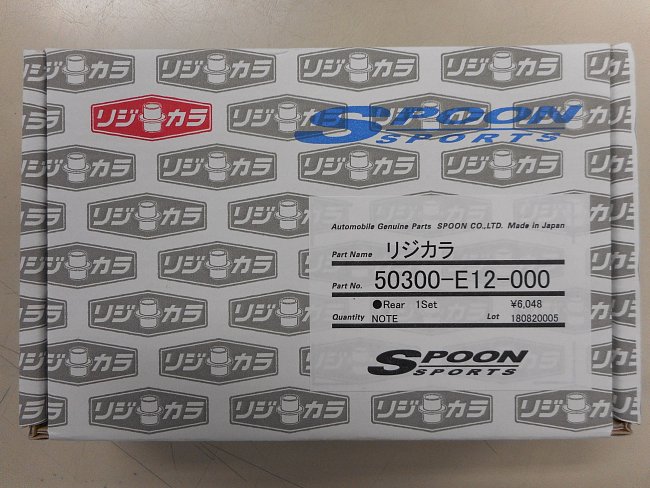 リジカラ
SPOON
SPORTS
Automobile Genuine Parts SPOON CO.,LTD. Made in Japan
Part Name リジカラ
Part No. 50300-E12-000
●Rear 1Set ¥6,048
Quantity NOTE Lot 180820005
SPOON
SPORTS